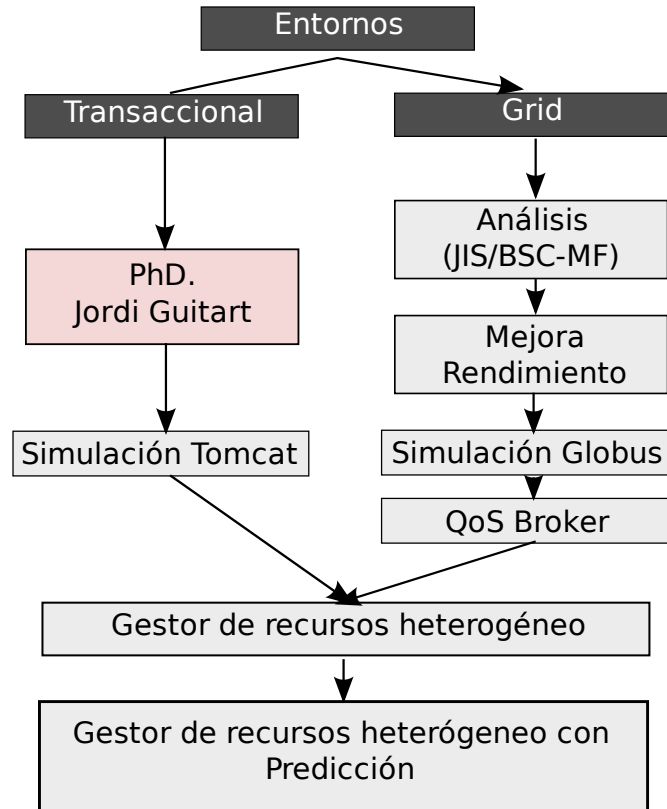 Entornos
Transaccional
Grid
PhD.
Jordi Guitart
Análisis
(JIS/BSC-MF)
Mejora
Rendimiento
Simulación Tomcat
Simulación Globus
QoS Broker
Gestor de recursos heterogéneo
Gestor de recursos heterógeneo con
Predicción